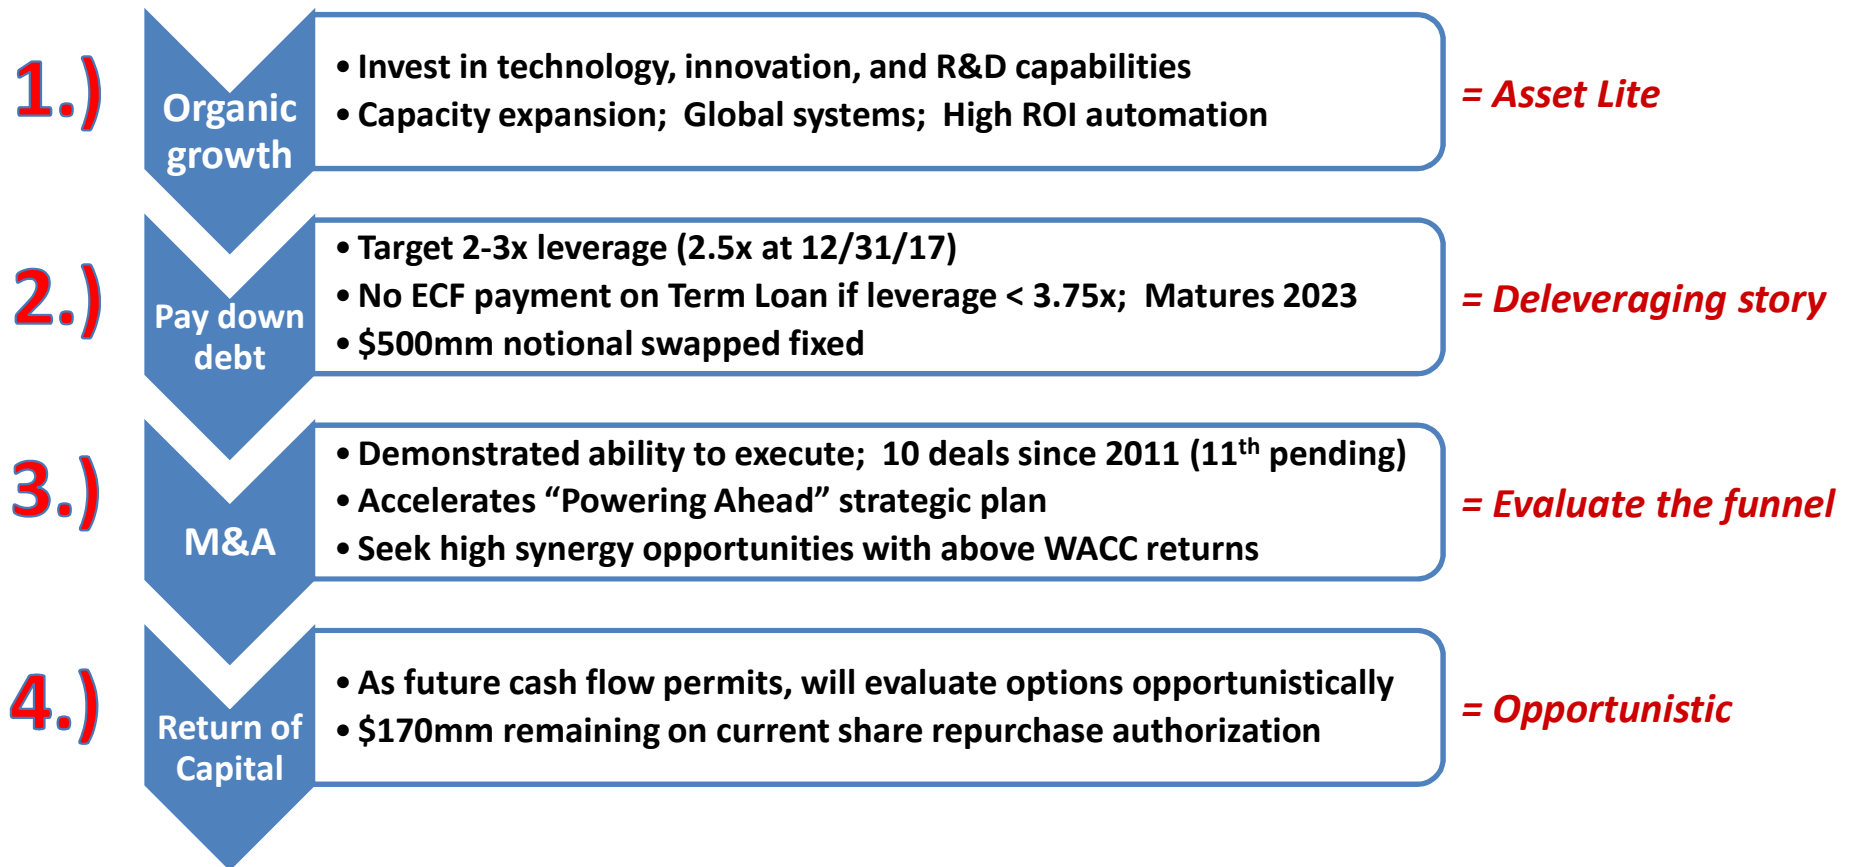 1.)
Organic
growth
• Invest in technology, innovation, and R&D capabilities
• Capacity expansion;  Global systems;  High ROI automation
= Asset Lite
2.)
Pay down
debt
• Target 2-3x leverage (2.5x at 12/31/17)
• No ECF payment on Term Loan if leverage < 3.75x;  Matures 2023
• $500mm notional swapped fixed
= Deleveraging story
3.)
M&A
• Demonstrated ability to execute;  10 deals since 2011 (11th pending)
• Accelerates “Powering Ahead” strategic plan
• Seek high synergy opportunities with above WACC returns
= Evaluate the funnel
4.)
Return of
Capital
• As future cash flow permits, will evaluate options opportunistically
• $170mm remaining on current share repurchase authorization
= Opportunistic